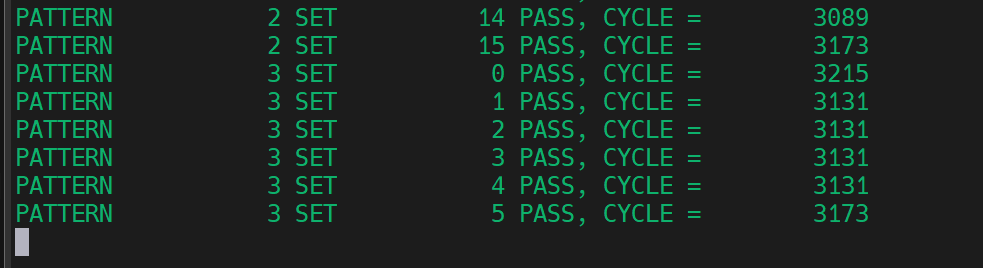 PATTERN           2 SET          14 PASS, CYCLE =        3089
PATTERN           2 SET          15 PASS, CYCLE =        3173
PATTERN           3 SET           0 PASS, CYCLE =        3215
PATTERN           3 SET           1 PASS, CYCLE =        3131
PATTERN           3 SET           2 PASS, CYCLE =        3131
PATTERN           3 SET           3 PASS, CYCLE =        3131
PATTERN           3 SET           4 PASS, CYCLE =        3131
PATTERN           3 SET           5 PASS, CYCLE =        3173